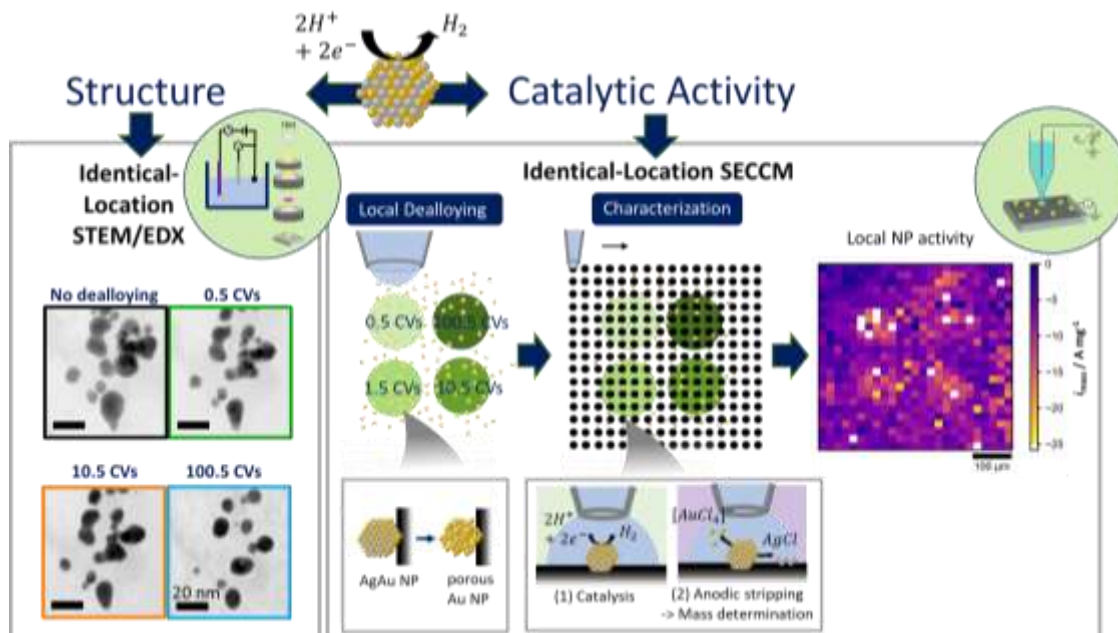 2H⁺
+ 2e⁻
H₂
Structure
Catalytic Activity
Identical-
Location
STEM/EDX
Identical-Location SECCM
Local Dealloying
Characterization
Local NP activity
No dealloying
0.5 CVs
10.5 CVs
100.5 CVs
20 nm
0.5 CVs
100.5 CVs
1.5 CVs
10.5 CVs
0
-5
-10
-15
-20
-25
i_mass / A mg⁻¹
100 µm
AgAu NP
porous
Au NP
2H⁺
+ 2e⁻
H₂
(1) Catalysis
[AuCl₄]
AgCl
(2) Anodic stripping
-> Mass determination